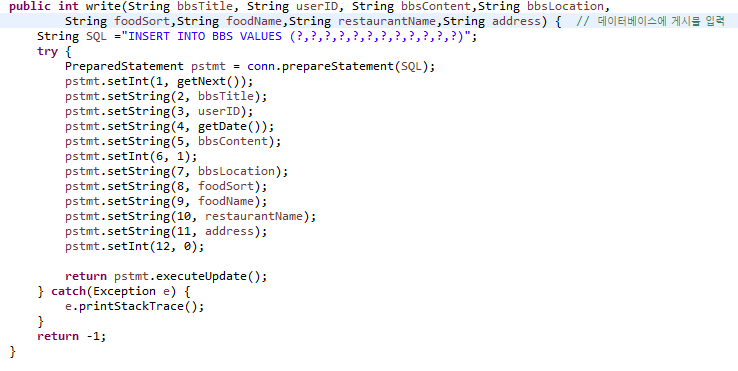 public int write(String bbsTitle, String userID, String bbsContent,String bbsLocation,
String foodSort,String foodName,String restaurantName,String address) {  // 데이터베이스에 게시믈 입력
String SQL ="INSERT INTO BBS VALUES (?,?,?,?,?,?,?,?,?,?,?,?)";
try {
PreparedStatement pstmt = conn.prepareStatement(SQL);
pstmt.setInt(1, getNext());
pstmt.setString(2, bbsTitle);
pstmt.setString(3, userID);
pstmt.setString(4, getDate());
pstmt.setString(5, bbsContent);
pstmt.setInt(6, 1);
pstmt.setString(7, bbsLocation);
pstmt.setString(8, foodSort);
pstmt.setString(9, foodName);
pstmt.setString(10, restaurantName);
pstmt.setString(11, address);
pstmt.setInt(12, 0);
return pstmt.executeUpdate();
} catch(Exception e) {
e.printStackTrace();
}
return -1;
}